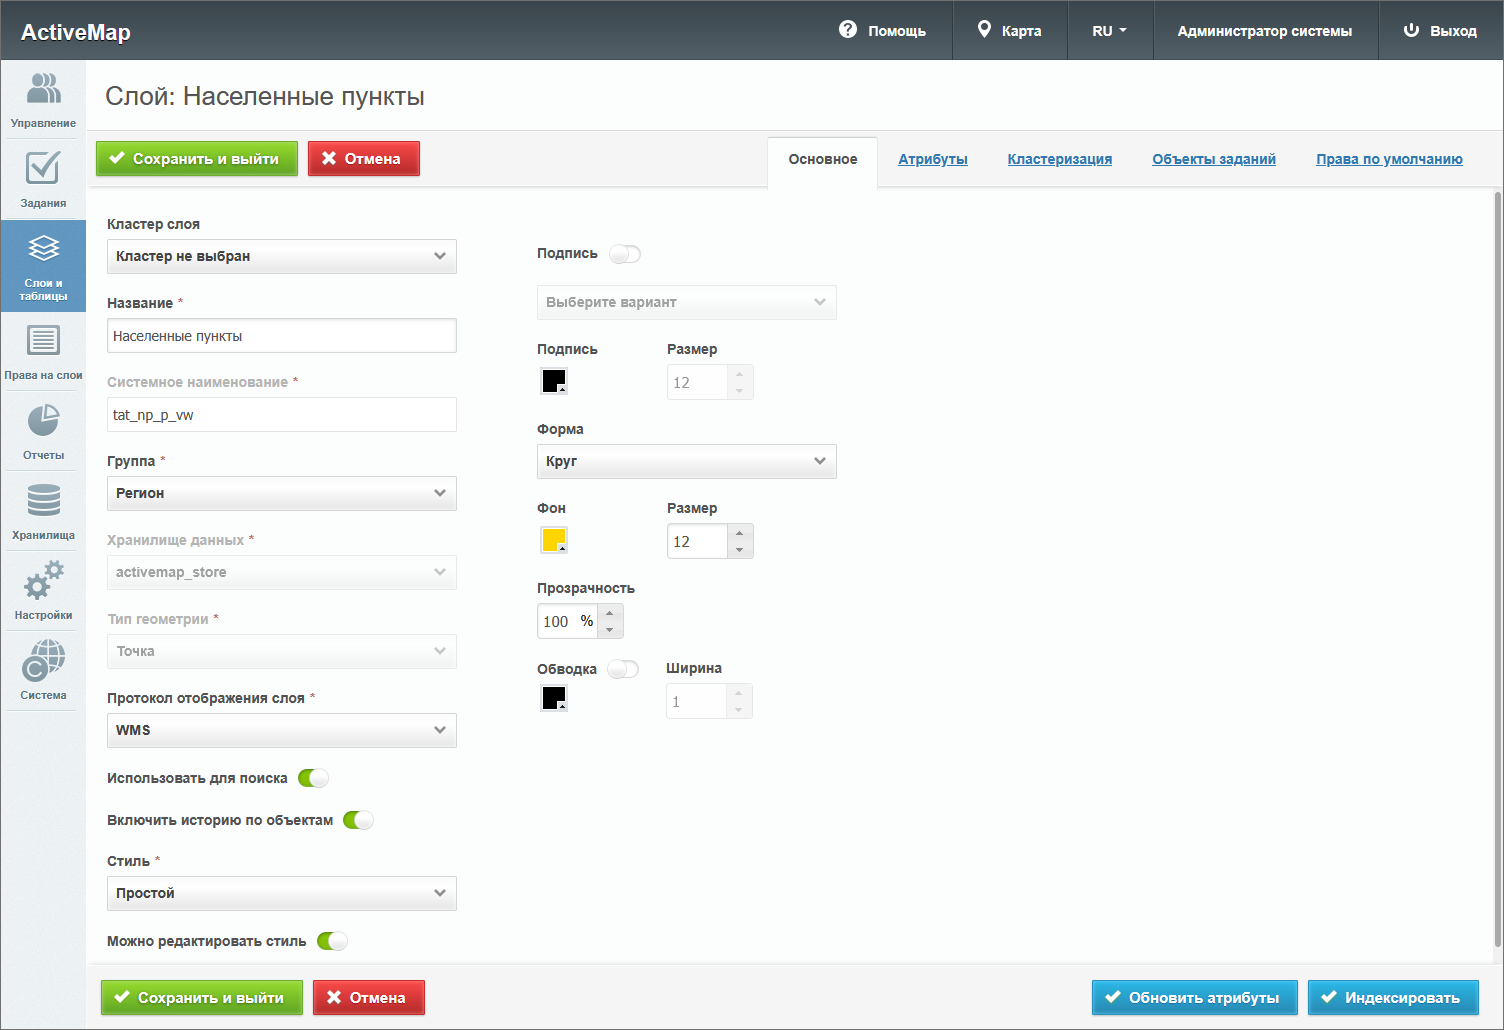 ActiveMap
Помощь
Карта
RU
Администратор системы
Выход
Управление
Задания
Слои и
таблицы
Права на слои
Отчеты
Хранилища
Настройки
Система
Слой: Населенные пункты
Сохранить и выйти
Отмена
Основное
Атрибуты
Кластеризация
Объекты заданий
Права по умолчанию
Кластер слоя
Кластер не выбран
Название *
Населенные пункты
Системное наименование *
tat_np_p_vw
Группа *
Регион
Хранилище данных *
activemap_store
Тип геометрии *
Точка
Протокол отображения слоя *
WMS
Использовать для поиска
Включить историю по объектам
Стиль *
Простой
Можно редактировать стиль
Подпись
Выберите вариант
Подпись
Размер
12
Форма
Круг
Фон
Размер
12
Прозрачность
100 %
Обводка
Ширина
1
Сохранить и выйти
Отмена
Обновить атрибуты
Индексировать